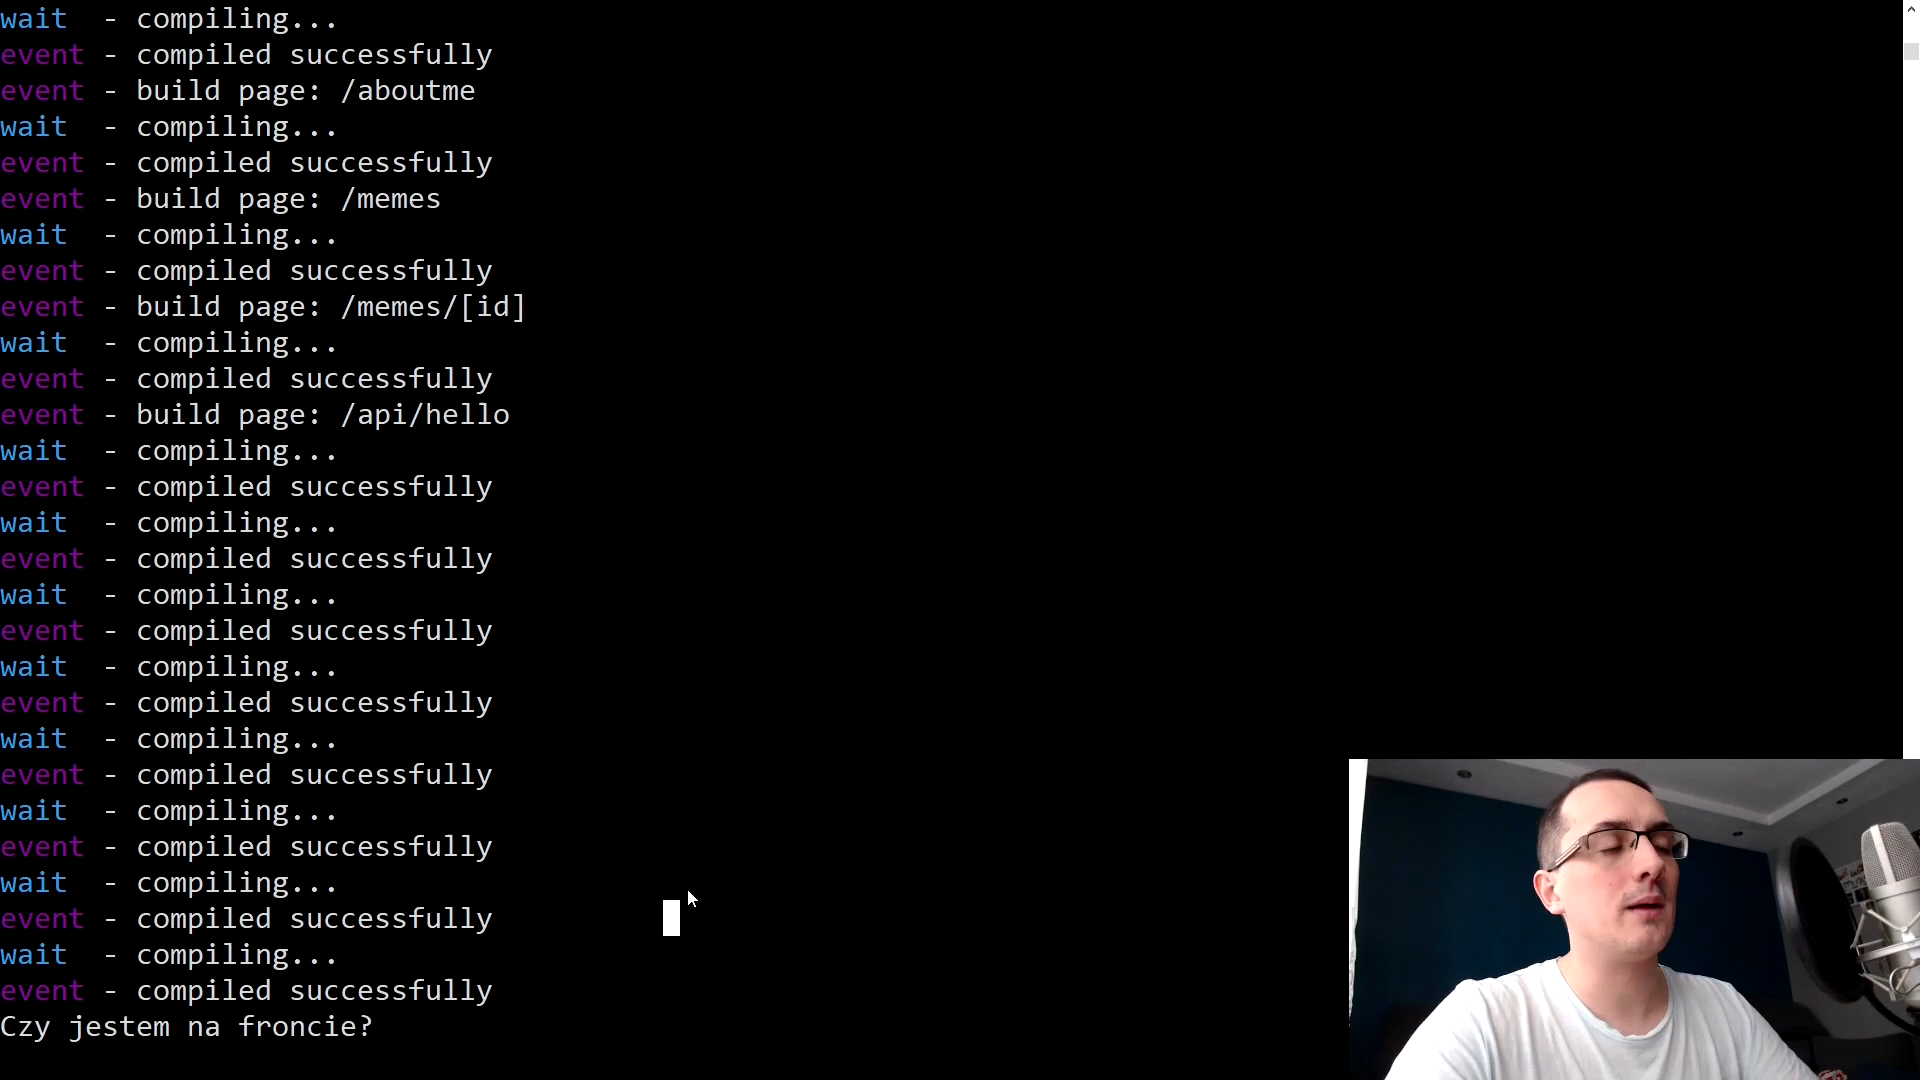 wait  - compiling...
event - compiled successfully
event - build page: /aboutme
wait  - compiling...
event - compiled successfully
event - build page: /memes
wait  - compiling...
event - compiled successfully
event - build page: /memes/[id]
wait  - compiling...
event - compiled successfully
event - build page: /api/hello
wait  - compiling...
event - compiled successfully
wait  - compiling...
event - compiled successfully
wait  - compiling...
event - compiled successfully
wait  - compiling...
event - compiled successfully
wait  - compiling...
event - compiled successfully
wait  - compiling...
event - compiled successfully
wait  - compiling...
event - compiled successfully
wait  - compiling...
event - compiled successfully
Czy jestem na froncie?